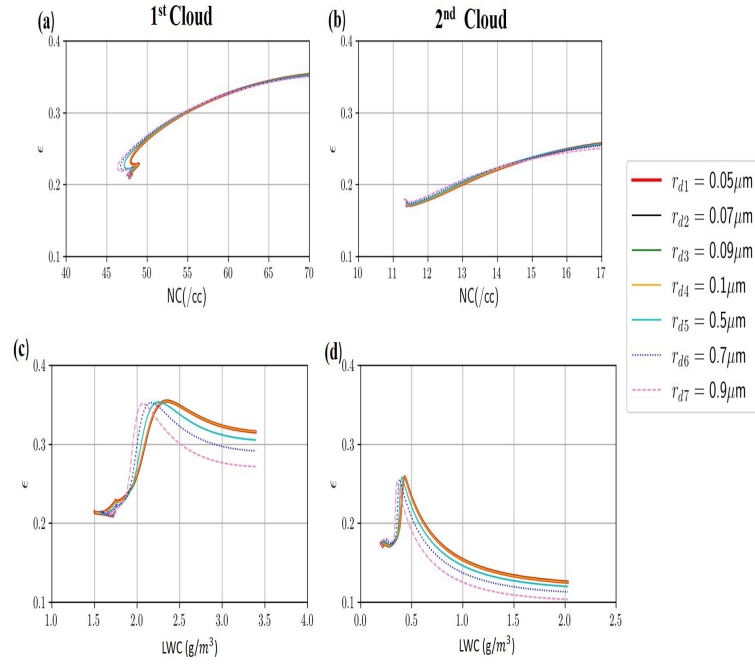 1st Cloud
2nd Cloud
(a)
(b)
0.4
0.3
0.2
0.1
ϵ
40 45 50 55 60 65 70
NC(/cc)
0.4
0.3
0.2
0.1
ϵ
10 11 12 13 14 15 16 17
NC(/cc)
(c)
(d)
0.4
0.3
0.2
0.1
ϵ
1.0 1.5 2.0 2.5 3.0 3.5 4.0
LWC (g/m³)
0.4
0.3
0.2
0.1
ϵ
0.0 0.5 1.0 1.5 2.0 2.5
LWC (g/m³)
r_d1 = 0.05μm
r_d2 = 0.07μm
r_d3 = 0.09μm
r_d4 = 0.1μm
r_d5 = 0.5μm
r_d6 = 0.7μm
r_d7 = 0.9μm